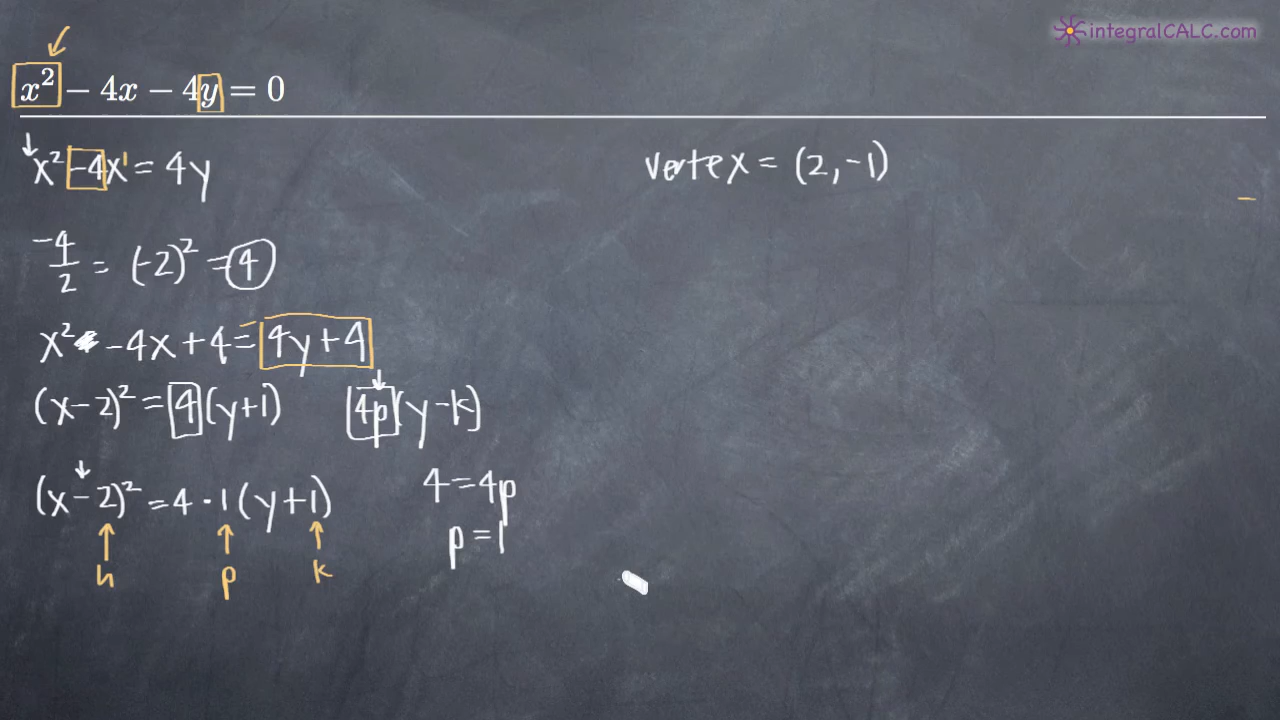 integralCALC.com
x² − 4x − 4y = 0
x² -4x¹ = 4y
vertex = (2, -1)
-4/2 = (-2)² = 4
x² -4x + 4 = 4y + 4
(x-2)² = 4(y+1)
4p(y-k)
(x-2)² = 4 · 1(y+1)
4 = 4p
p = 1
h p k